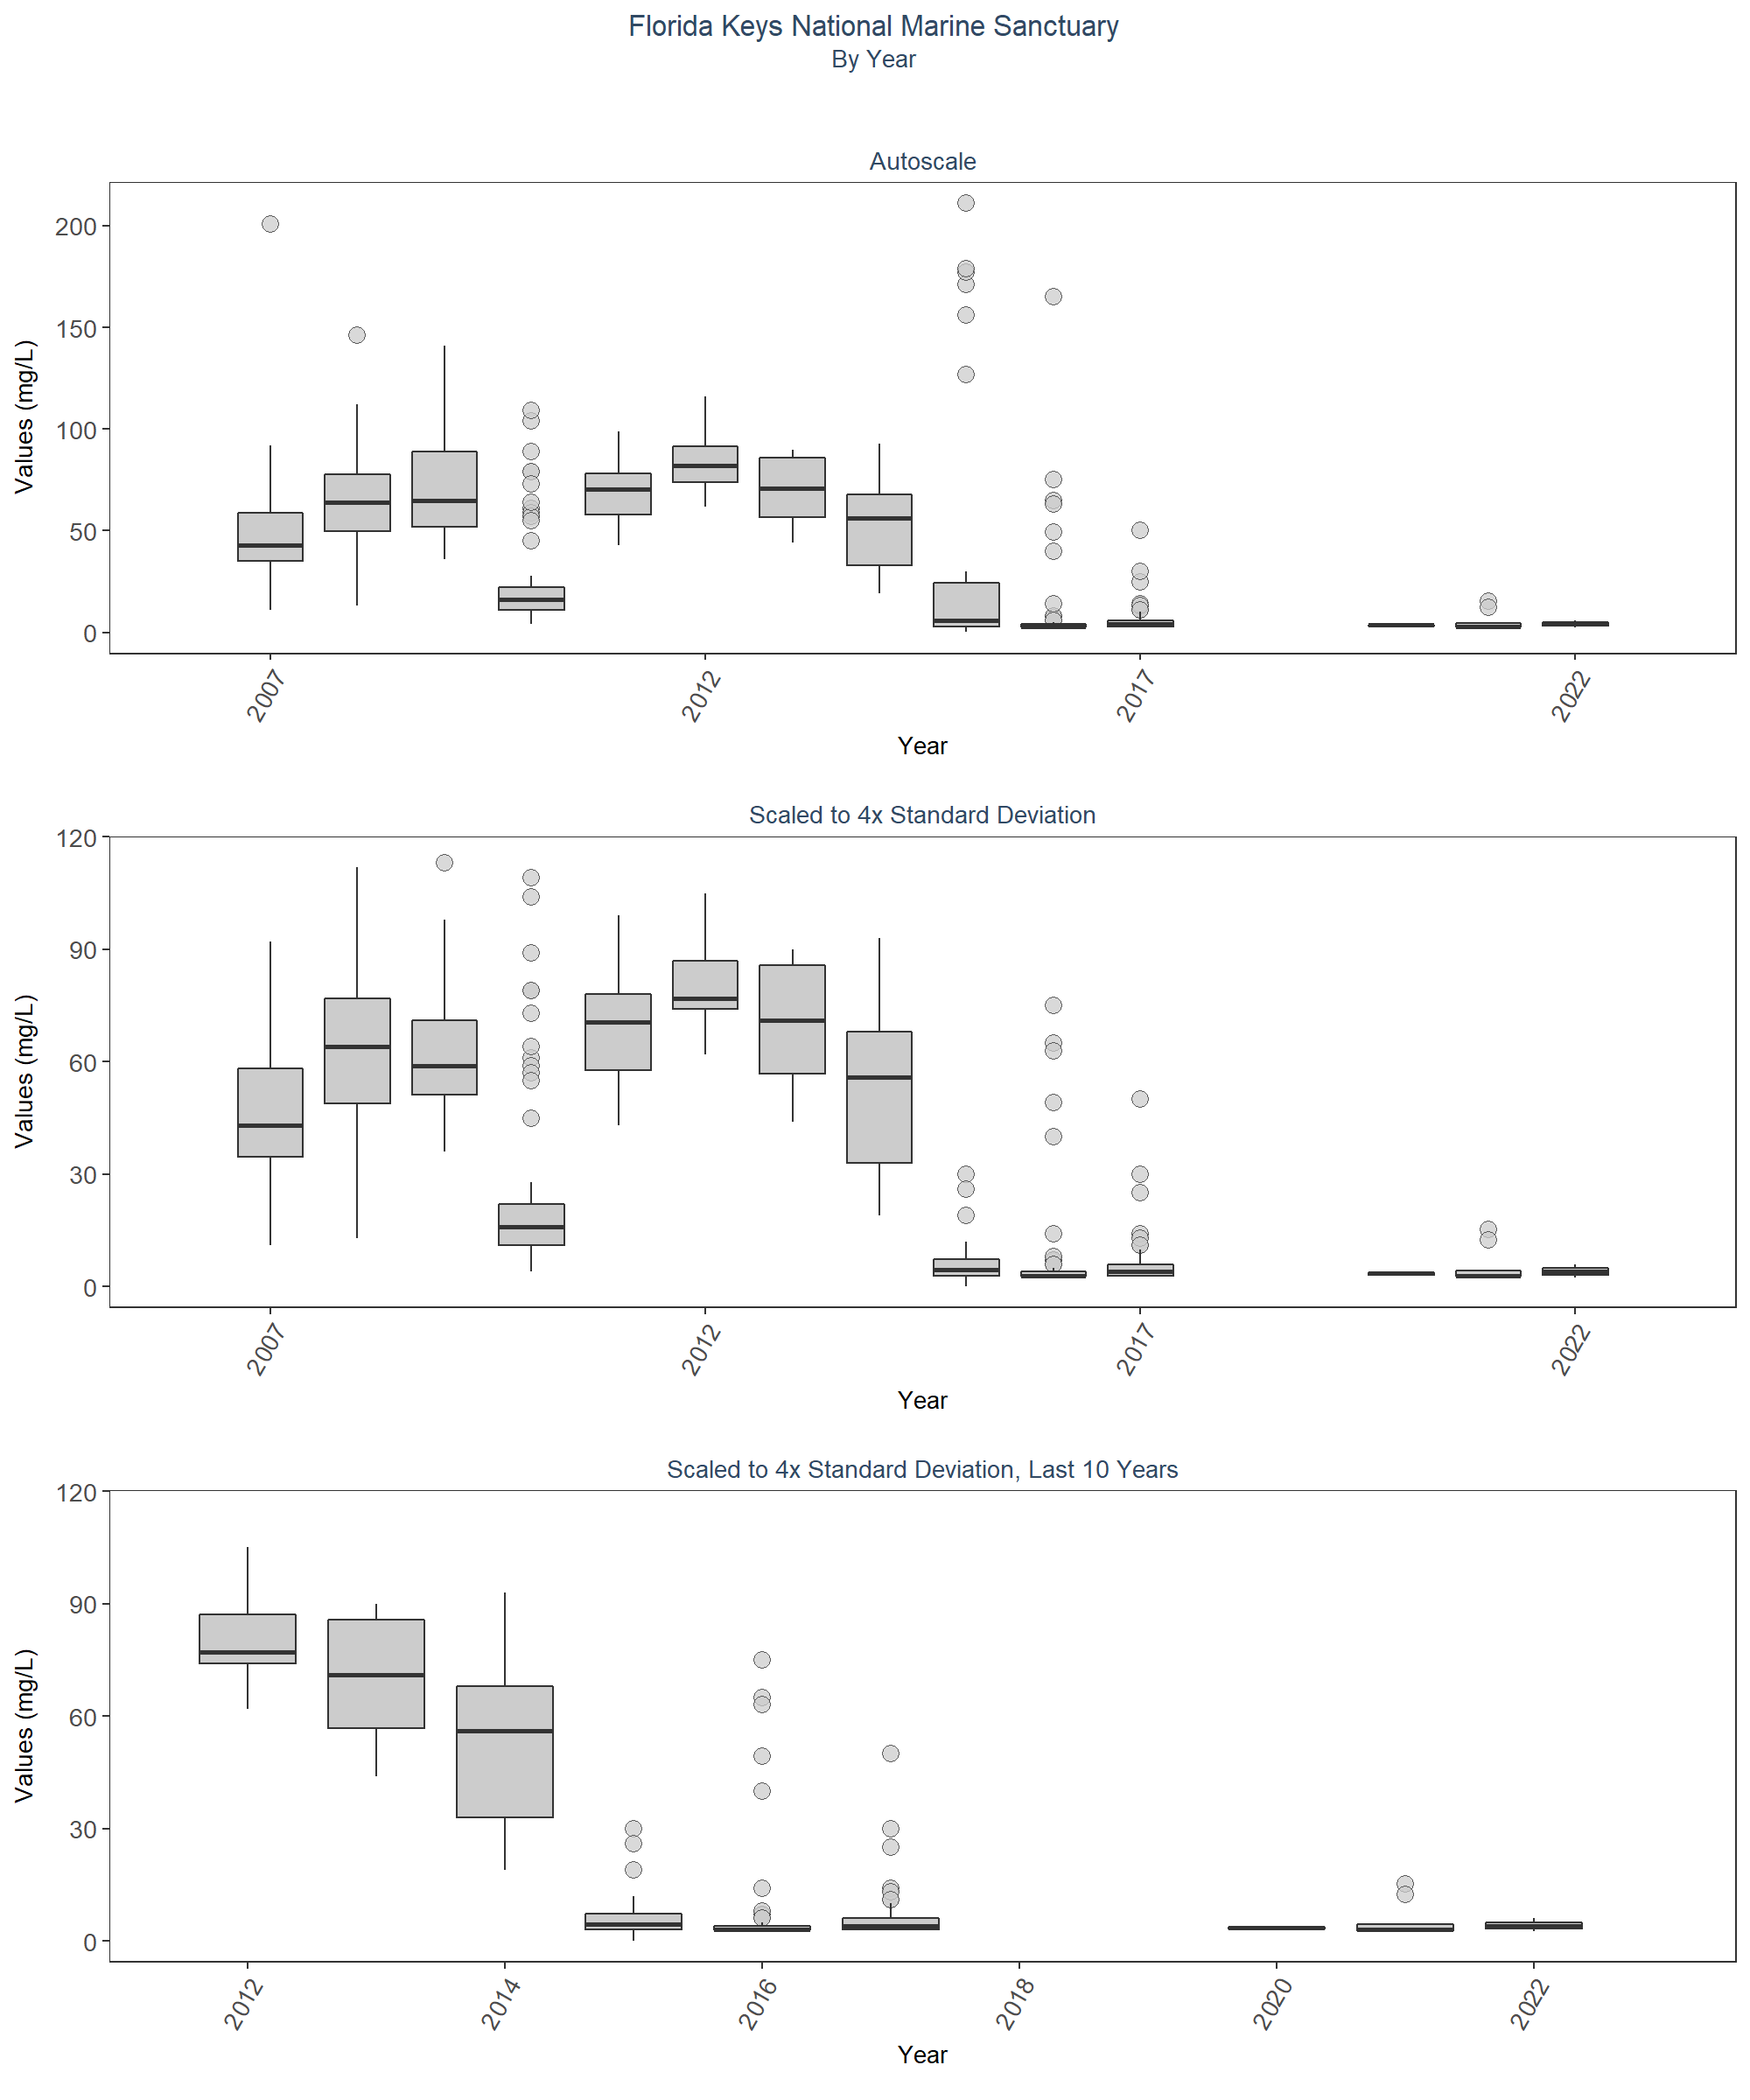 Florida Keys National Marine Sanctuary
By Year
Autoscale
Values (mg/L)
200
150
100
50
0
2007
2012
2017
2022
Year
Scaled to 4x Standard Deviation
Values (mg/L)
120
90
60
30
0
2007
2012
2017
2022
Year
Scaled to 4x Standard Deviation, Last 10 Years
Values (mg/L)
120
90
60
30
0
2012
2014
2016
2018
2020
2022
Year